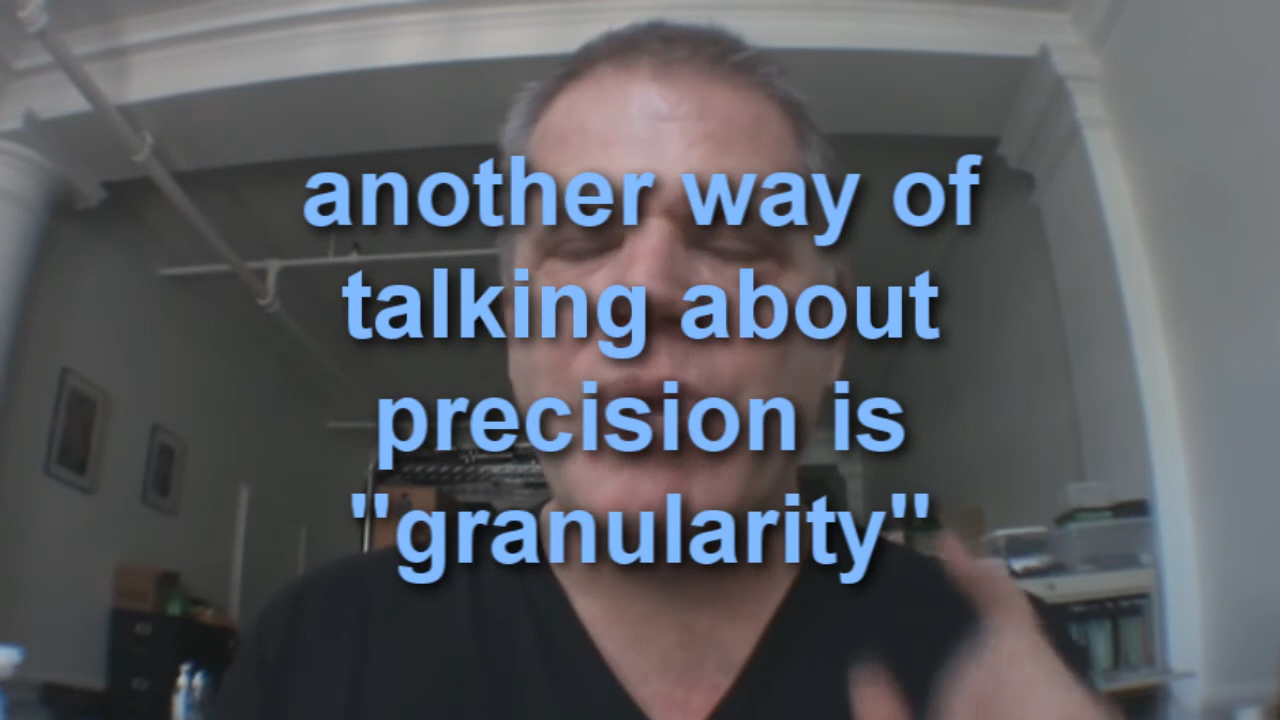 another way of
talking about
precision is
"granularity"